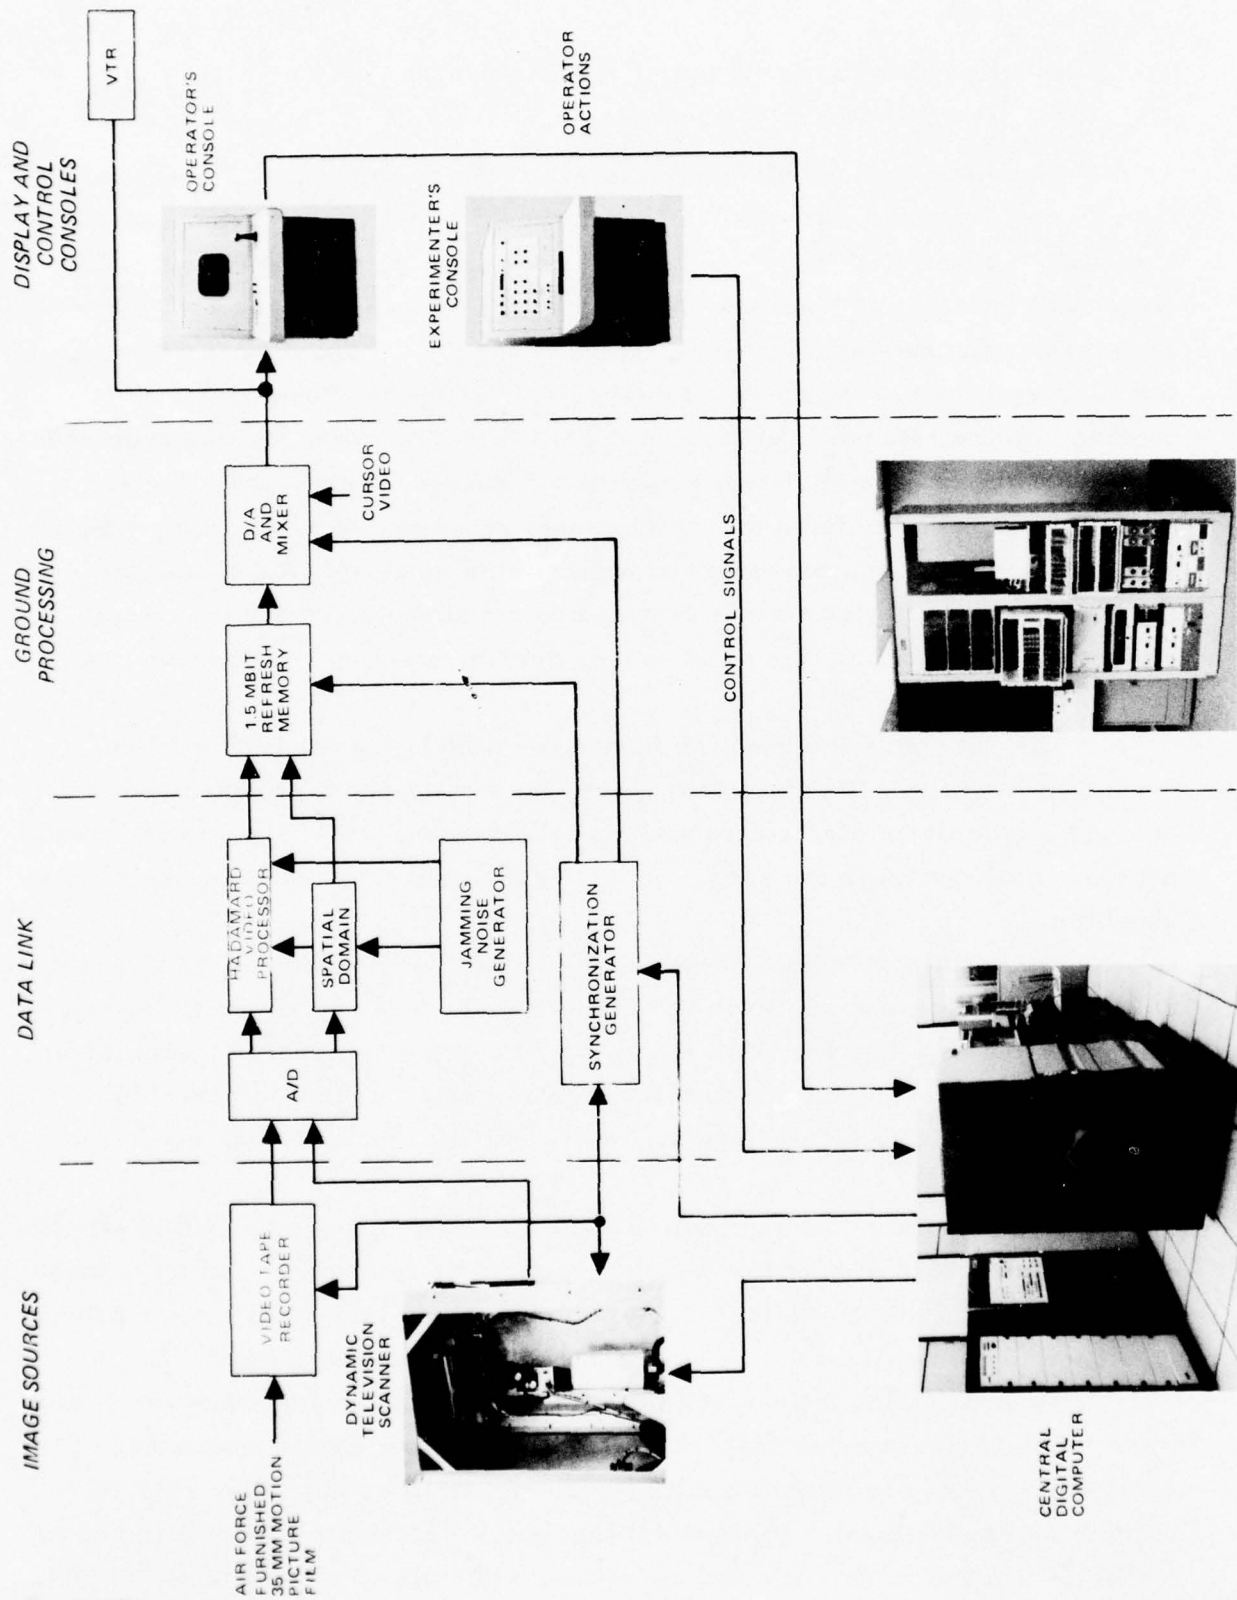 IMAGE SOURCES
DATA LINK
GROUND
PROCESSING
DISPLAY AND
CONTROL
CONSOLES
AIR FORCE
FURNISHED
35 MM MOTION
PICTURE
FILM
VIDEO TAPE
RECORDER
DYNAMIC
TELEVISION
SCANNER
A/D
HADAMARD
VIDEO
PROCESSOR
SPATIAL
DOMAIN
JAMMING
NOISE
GENERATOR
SYNCHRONIZATION
GENERATOR
1.5 MBIT
REFRESH
MEMORY
D/A
AND
MIXER
CURSOR
VIDEO
VTR
OPERATOR'S
CONSOLE
EXPERIMENTER'S
CONSOLE
OPERATOR
ACTIONS
CONTROL SIGNALS
CENTRAL
DIGITAL
COMPUTER